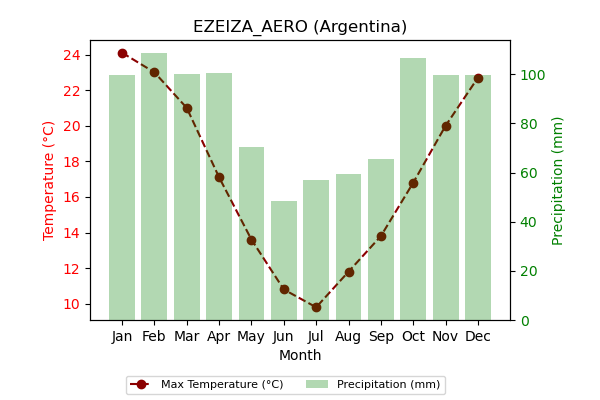 EZEIZA_AERO (Argentina)
Temperature (°C)
24
22
20
18
16
14
12
10
100
80
60
40
20
0
Precipitation (mm)
Jan Feb Mar Apr May Jun Jul Aug Sep Oct Nov Dec
Month
Max Temperature (°C) Precipitation (mm)